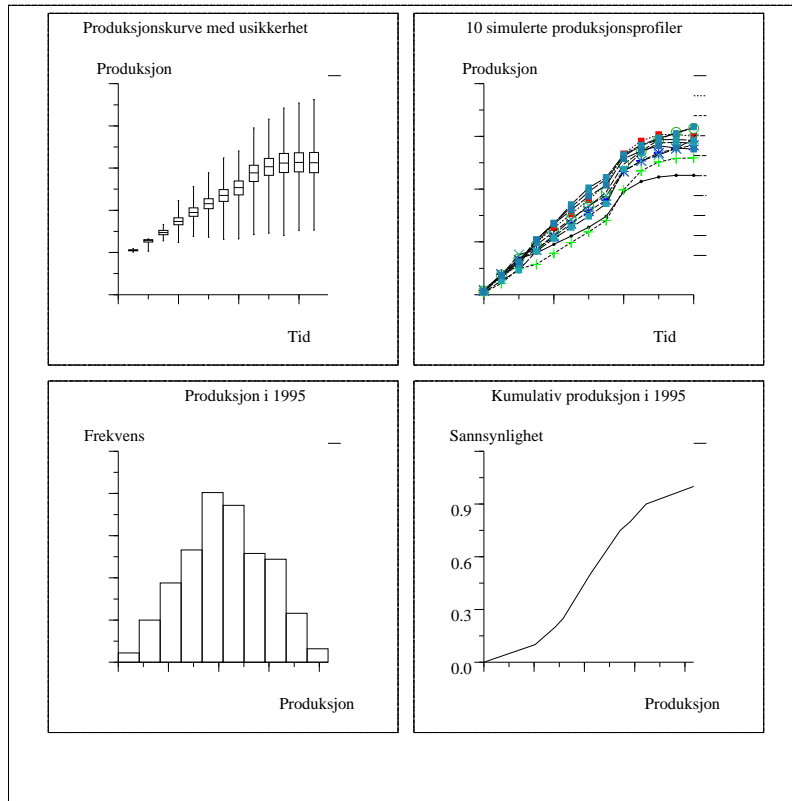 Produksjonskurve med usikkerhet
Produksjon
Tid
10 simulerte produksjonsprofiler
Produksjon
Tid
Produksjon i 1995
Frekvens
Produksjon
Kumulativ produksjon i 1995
Sannsynlighet
0.9
0.6
0.3
0.0
Produksjon